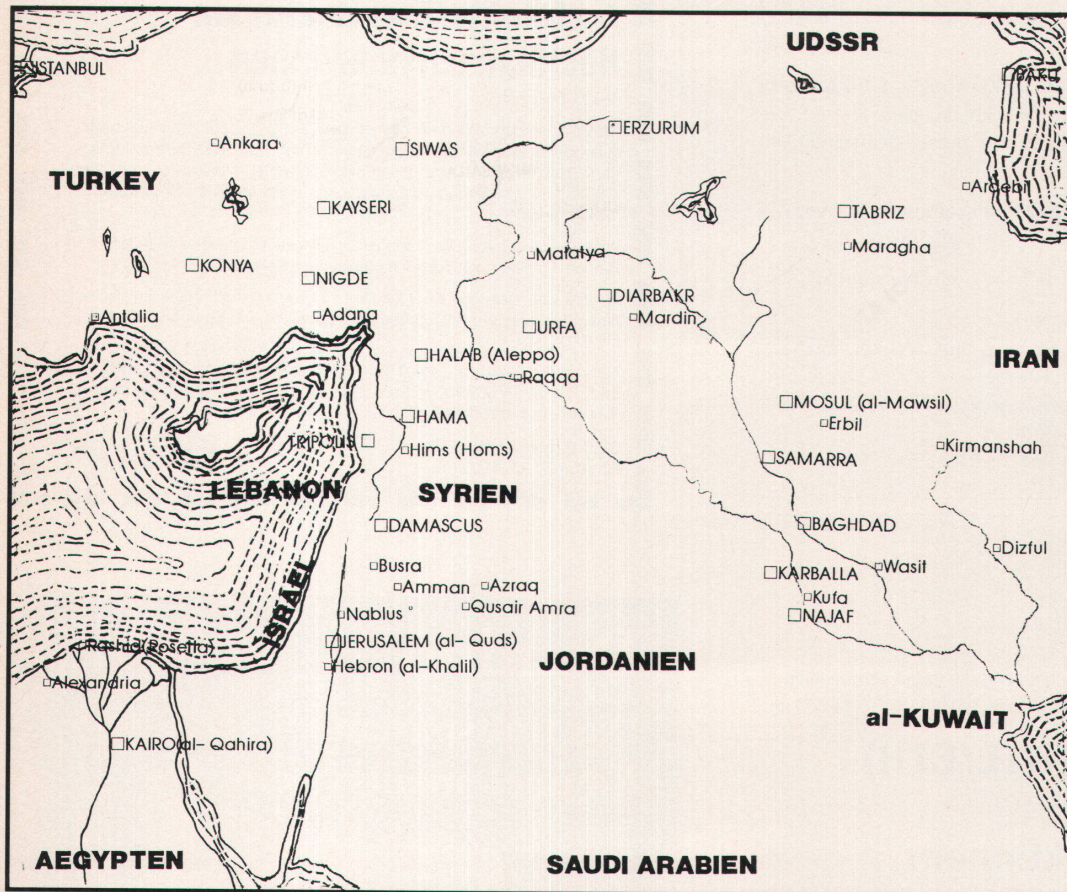 UDSSR
ISTANBUL
BAKU
ERZURUM
Ankara
SIWAS
TURKEY
Ardebil
KAYSERI
TABRIZ
Maragha
Malatya
KONYA
NIGDE
DIARBAKR
Antalia
Adana
Mardin
URFA
HALAB (Aleppo)
IRAN
Raqqa
MOSUL (al-Mawsil)
HAMA
Erbil
TRIPOLIS
Hims (Homs)
Kirmanshah
SAMARRA
LEBANON
SYRIEN
DAMASCUS
BAGHDAD
Dizful
Busra
Wasit
KARBALLA
Amman
Azraq
Kufa
Qusair Amra
Nablus
NAJAF
ISRAEL
JERUSALEM (al- Quds)
Rashid (Rosetta)
JORDANIEN
Hebron (al-Khalil)
Alexandria
al-KUWAIT
KAIRO (al- Qahira)
AEGYPTEN
SAUDI ARABIEN